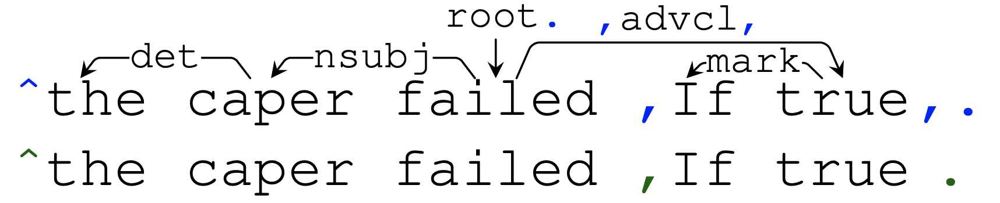 root. ,advcl,
det nsubj mark
^the caper failed ,If true,.
^the caper failed ,If true .